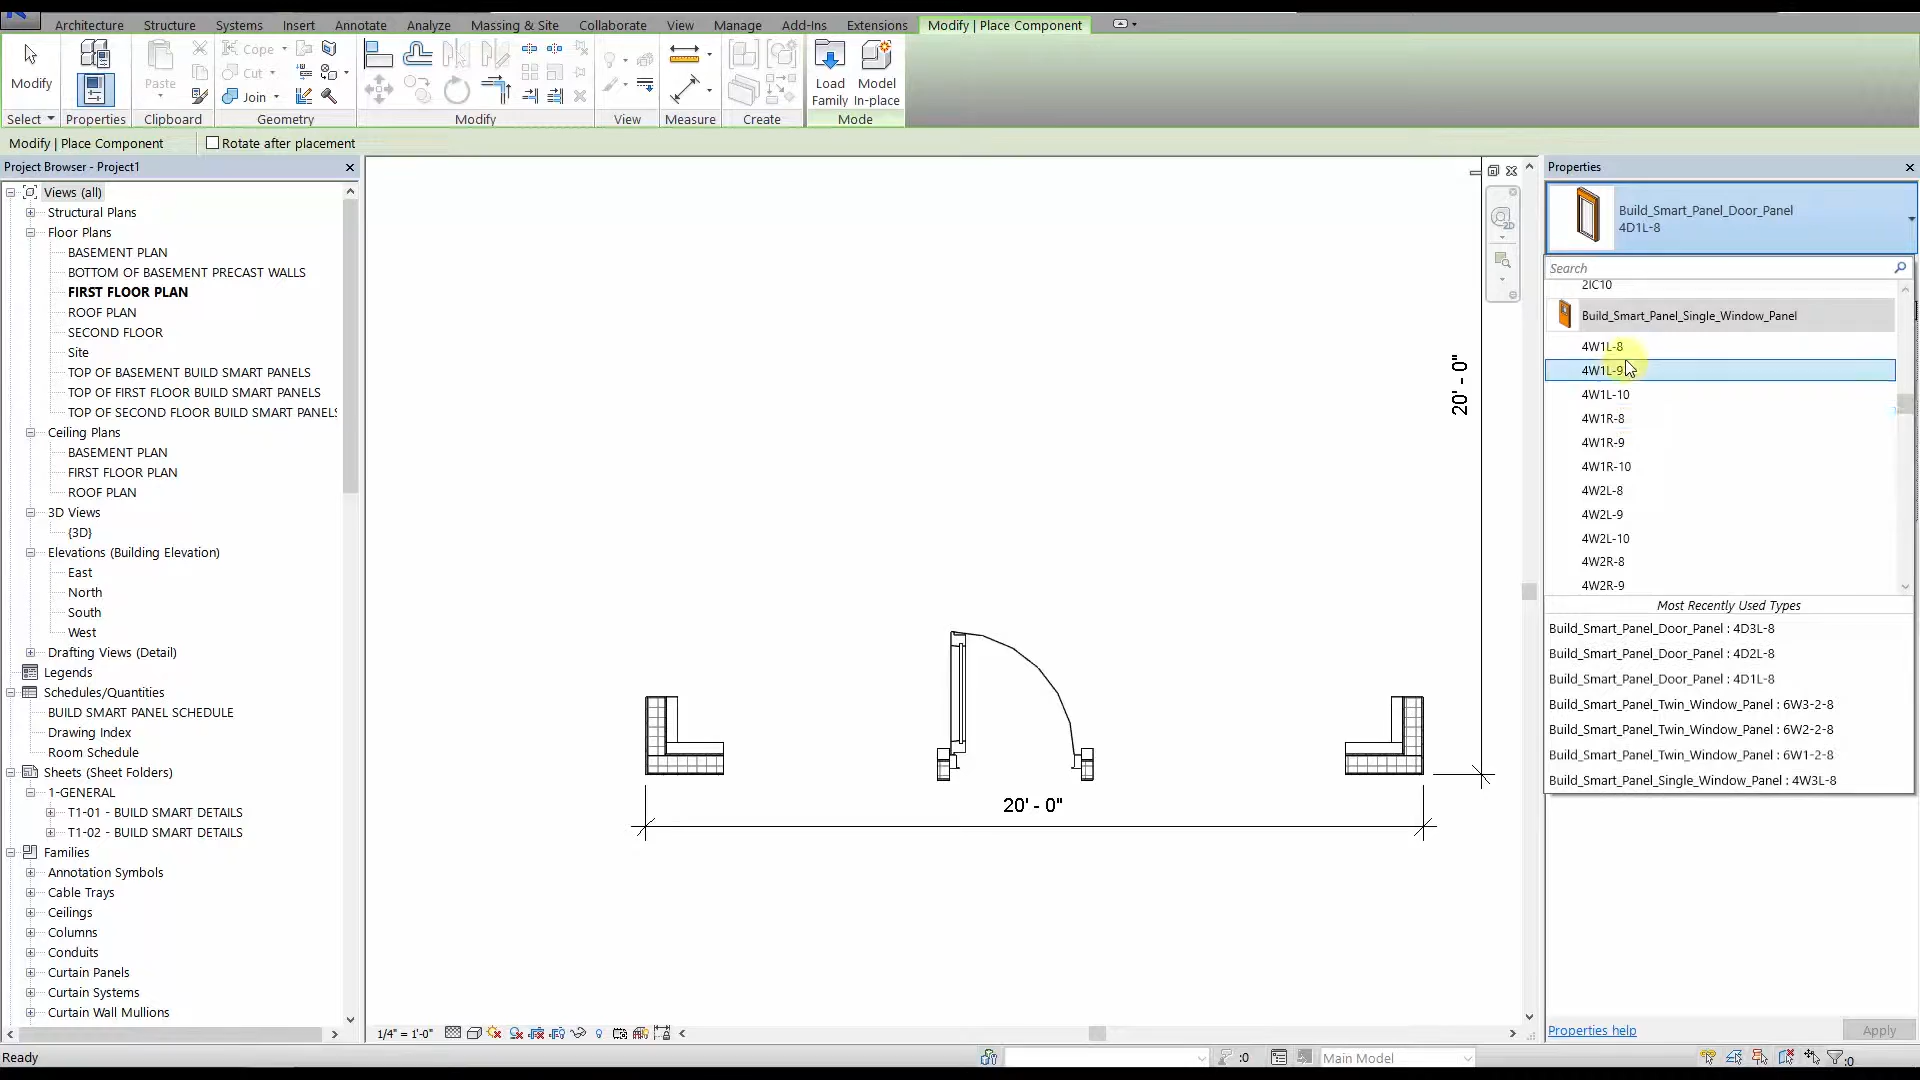 Architecture Structure Systems Insert Annotate Analyze Massing & Site Collaborate View Manage Add-Ins Extensions Modify | Place Component
Modify
Paste
Cope
Cut
Join
Load Family
Model In-place
Select Properties Clipboard Geometry Modify View Measure Create Mode
Modify | Place Component Rotate after placement
Project Browser - Project1
Views (all)
Structural Plans
Floor Plans
BASEMENT PLAN
BOTTOM OF BASEMENT PRECAST WALLS
FIRST FLOOR PLAN
ROOF PLAN
SECOND FLOOR
Site
TOP OF BASEMENT BUILD SMART PANELS
TOP OF FIRST FLOOR BUILD SMART PANELS
TOP OF SECOND FLOOR BUILD SMART PANELS
Ceiling Plans
BASEMENT PLAN
FIRST FLOOR PLAN
ROOF PLAN
3D Views
{3D}
Elevations (Building Elevation)
East
North
South
West
Drafting Views (Detail)
Legends
Schedules/Quantities
BUILD SMART PANEL SCHEDULE
Drawing Index
Room Schedule
Sheets (Sheet Folders)
1-GENERAL
T1-01 - BUILD SMART DETAILS
T1-02 - BUILD SMART DETAILS
Families
Annotation Symbols
Cable Trays
Ceilings
Columns
Conduits
Curtain Panels
Curtain Systems
Curtain Wall Mullions
20' - 0"
20' - 0"
2D
1/4" = 1'-0"
Properties
Build_Smart_Panel_Door_Panel
4D1L-8
Search
2IC10
Build_Smart_Panel_Single_Window_Panel
4W1L-8
4W1L-9
4W1L-10
4W1R-8
4W1R-9
4W1R-10
4W2L-8
4W2L-9
4W2L-10
4W2R-8
4W2R-9
Most Recently Used Types
Build_Smart_Panel_Door_Panel : 4D3L-8
Build_Smart_Panel_Door_Panel : 4D2L-8
Build_Smart_Panel_Door_Panel : 4D1L-8
Build_Smart_Panel_Twin_Window_Panel : 6W3-2-8
Build_Smart_Panel_Twin_Window_Panel : 6W2-2-8
Build_Smart_Panel_Twin_Window_Panel : 6W1-2-8
Build_Smart_Panel_Single_Window_Panel : 4W3L-8
Properties help Apply
Ready :0 Main Model :0